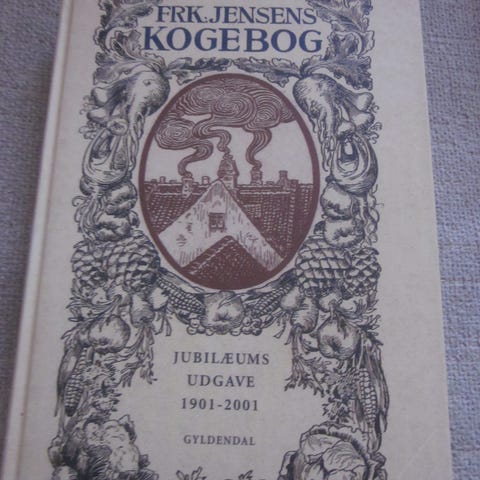 FRK. JENSENS
KOGEBOG
JUBILÆUMS
UDGAVE
1901-2001
GYLDENDAL